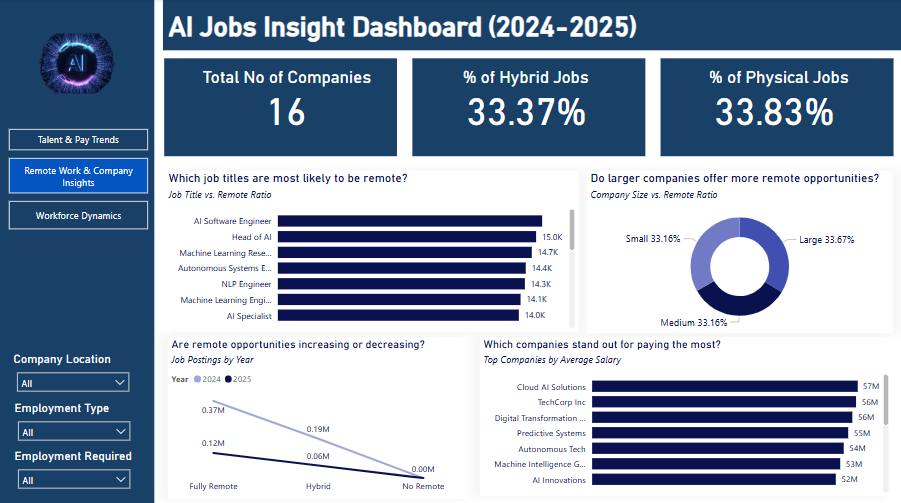 AI Jobs Insight Dashboard (2024-2025)
AI
Talent & Pay Trends
Remote Work & Company
Insights
Workforce Dynamics
Company Location
All
Employment Type
All
Employment Required
All
Total No of Companies
16
% of Hybrid Jobs
33.37%
% of Physical Jobs
33.83%
Which job titles are most likely to be remote?
Job Title vs. Remote Ratio
AI Software Engineer
Head of AI 15.0K
Machine Learning Rese... 14.7K
Autonomous Systems E... 14.4K
NLP Engineer 14.3K
Machine Learning Engi... 14.1K
AI Specialist 14.0K
Do larger companies offer more remote opportunities?
Company Size vs. Remote Ratio
Small 33.16%
Large 33.67%
Medium 33.16%
Are remote opportunities increasing or decreasing?
Job Postings by Year
Year 2024 2025
0.37M
0.19M
0.12M
0.06M
0.00M
Fully Remote Hybrid No Remote
Which companies stand out for paying the most?
Top Companies by Average Salary
Cloud AI Solutions 57M
TechCorp Inc 56M
Digital Transformation ... 56M
Predictive Systems 55M
Autonomous Tech 54M
Machine Intelligence G... 53M
AI Innovations 52M